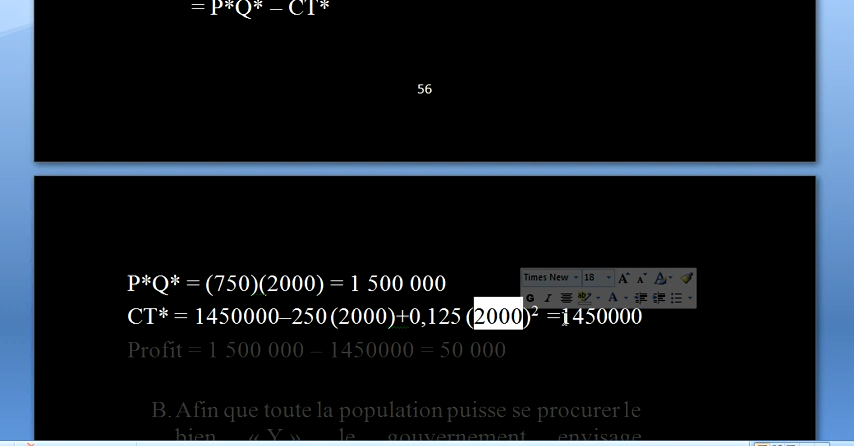 = P*Q* – CT*
56
P*Q* = (750)(2000) = 1 500 000
Times New 18
CT* = 1450000–250 (2000)+0,125 (2000)² =1450000
Profit = 1 500 000 – 1450000 = 50 000
B. Afin que toute la population puisse se procurer le
bien « Y » le gouvernement envisage